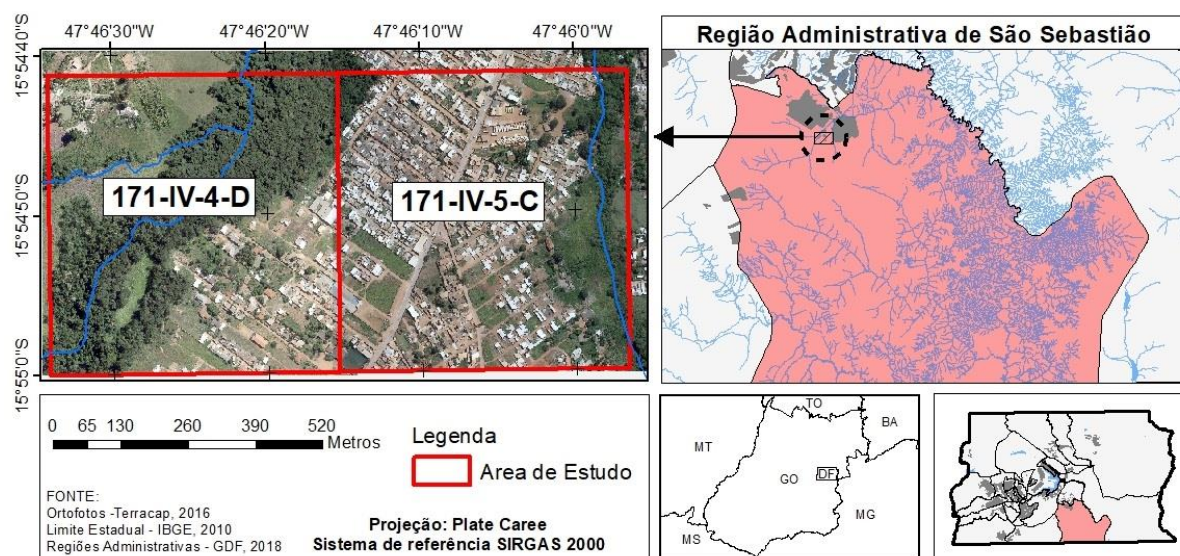 47°46'30"W 47°46'20"W 47°46'10"W 47°46'0"W
15°54'40"S
15°54'50"S
15°55'0"S
171-IV-4-D
171-IV-5-C
Região Administrativa de São Sebastião
0 65 130 260 390 520
Metros
Legenda
Area de Estudo
FONTE:
Ortofotos -Terracap, 2016
Limite Estadual - IBGE, 2010
Regiões Administrativas - GDF, 2018
Projeção: Plate Caree
Sistema de referência SIRGAS 2000
TO
BA
MT
GO
DF
MG
MS